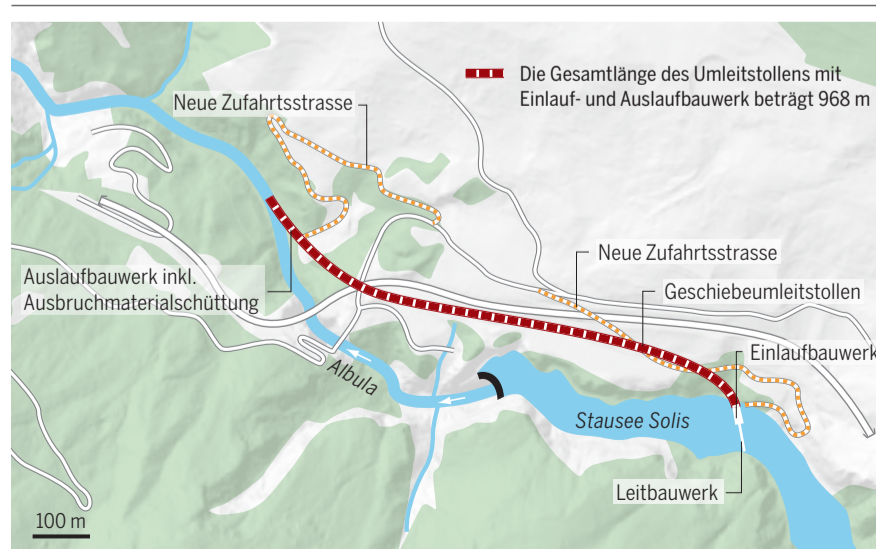 Die Gesamtlänge des Umleitstollens mit
Einlauf- und Auslaufbauwerk beträgt 968 m
Neue Zufahrtsstrasse
Neue Zufahrtsstrasse
Auslaufbauwerk inkl.
Ausbruchmaterialschüttung
Geschiebeumleitstollen
Einlaufbauwerk
Albula
Stausee Solis
Leitbauwerk
100 m